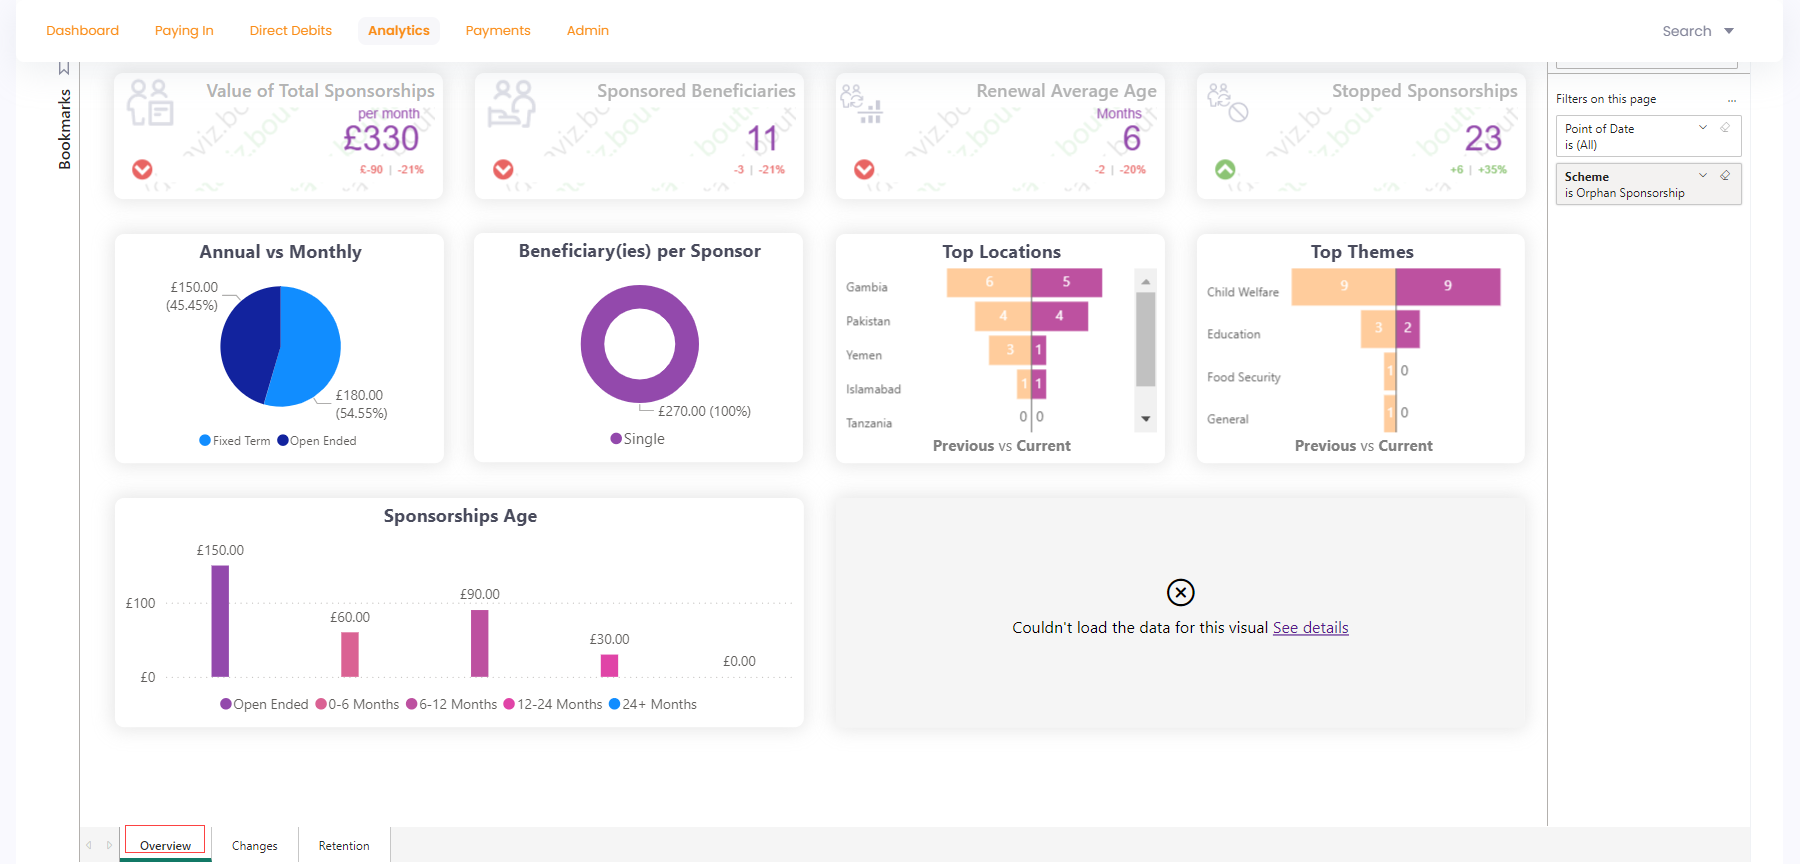 Dashboard Paying In Direct Debits Analytics Payments Admin Search
Bookmarks
Value of Total Sponsorships
per month
£330
£-90 | -21%
Sponsored Beneficiaries
11
-3 | -21%
Renewal Average Age
Months
6
-2 | -20%
Stopped Sponsorships
23
+6 | +35%
Filters on this page ...
Point of Date
is (All)
Scheme
is Orphan Sponsorship
Annual vs Monthly
£150.00
(45.45%)
£180.00
(54.55%)
Fixed Term Open Ended
Beneficiary(ies) per Sponsor
£270.00 (100%)
Single
Top Locations
Gambia 6 5
Pakistan 4 4
Yemen 3 1
Islamabad 1 1
Tanzania 0 0
Previous vs Current
Top Themes
Child Welfare 9 9
Education 3 2
Food Security 1 0
General 1 0
Previous vs Current
Sponsorships Age
£150.00
£100
£60.00
£90.00
£30.00
£0.00
£0
Open Ended 0-6 Months 6-12 Months 12-24 Months 24+ Months
Couldn't load the data for this visual See details
Overview Changes Retention